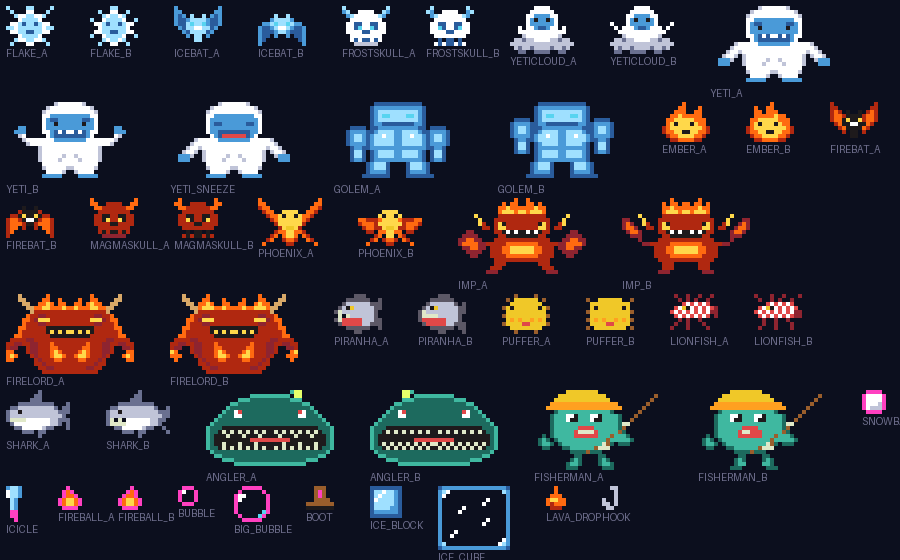 FLAKE_A FLAKE_B ICEBAT_A ICEBAT_B FROSTSKULL_A FROSTSKULL_B YETICLOUD_A YETICLOUD_B YETI_A
YETI_B YETI_SNEEZE GOLEM_A GOLEM_B EMBER_A EMBER_B FIREBAT_A
FIREBAT_B MAGMASKULL_A MAGMASKULL_B PHOENIX_A PHOENIX_B IMP_A IMP_B
FIRELORD_A FIRELORD_B PIRANHA_A PIRANHA_B PUFFER_A PUFFER_B LIONFISH_A LIONFISH_B
SHARK_A SHARK_B ANGLER_A ANGLER_B FISHERMAN_A FISHERMAN_B
ICICLE FIREBALL_A FIREBALL_B BUBBLE BIG_BUBBLE BOOT ICE_BLOCK ICE_CUBE LAVA_DROP HOOK